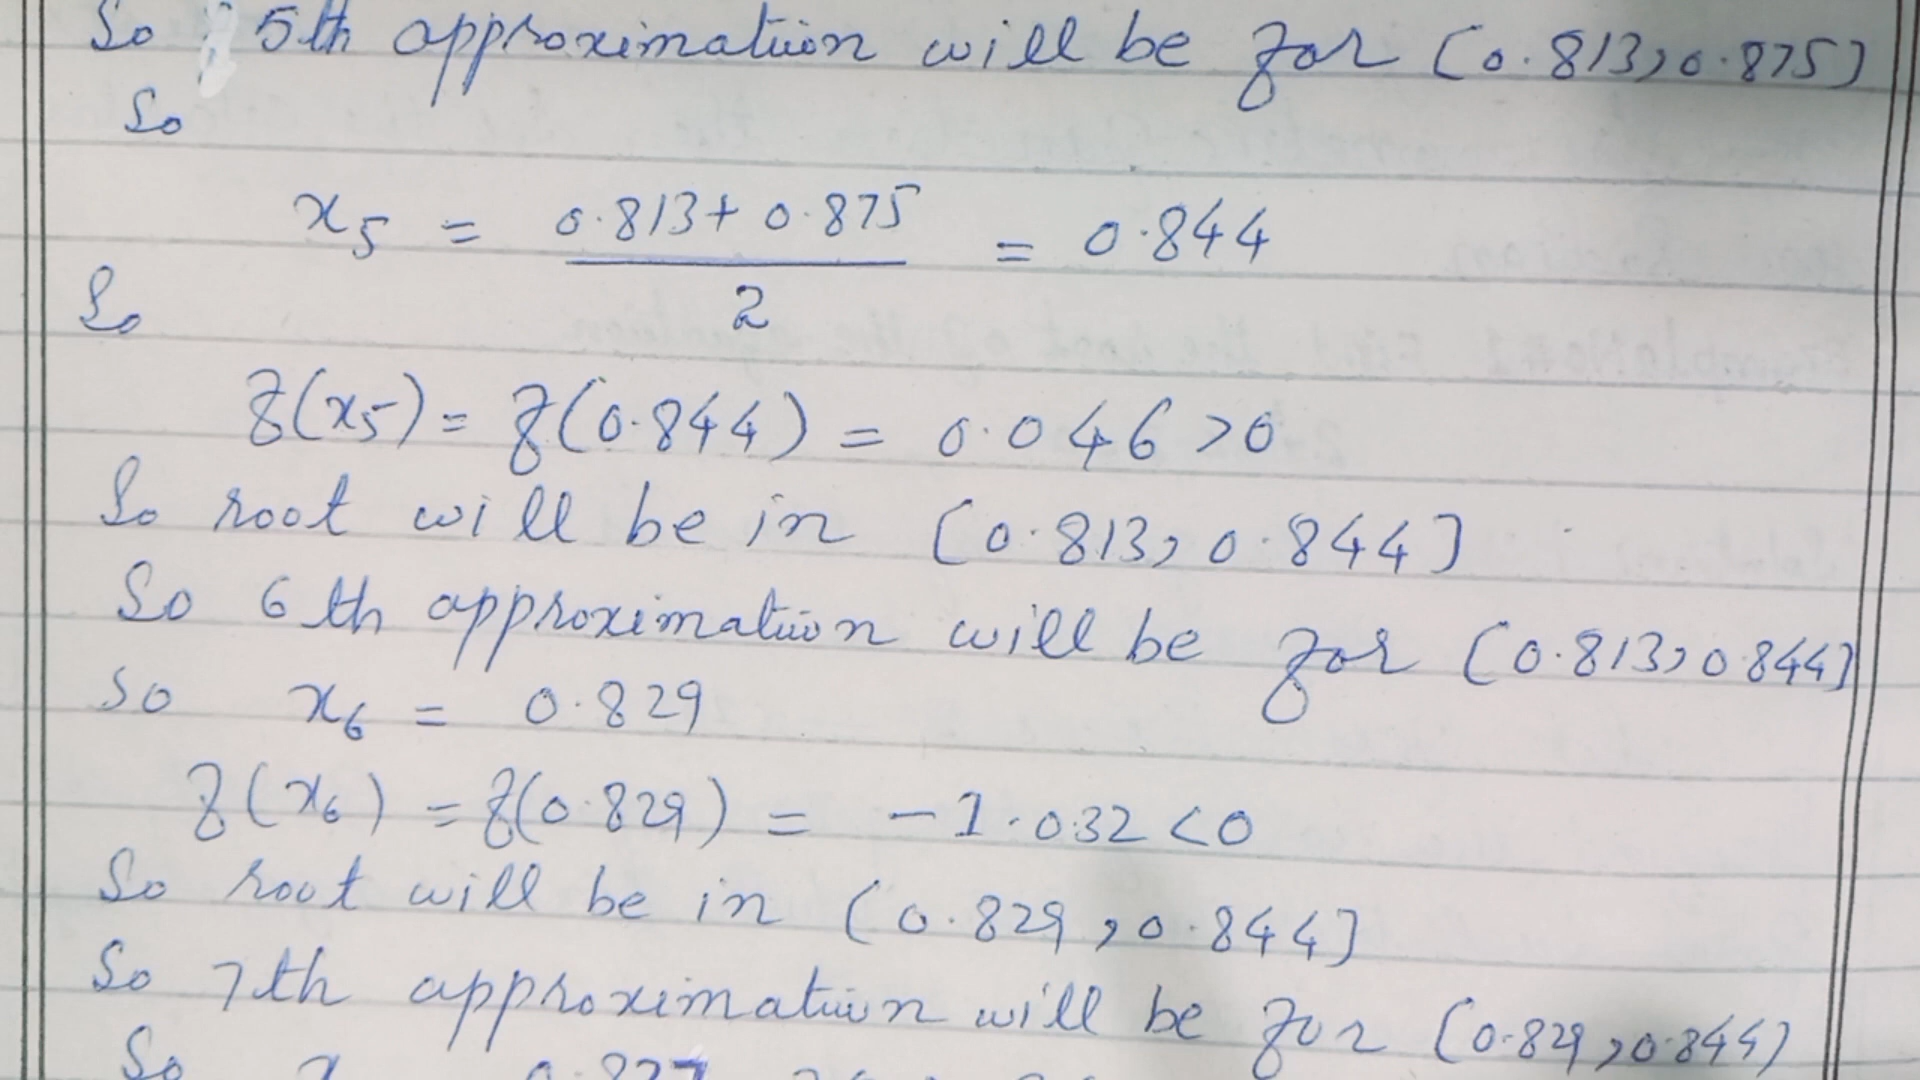 So 5th approximation will be for [0.813, 0.875]
So
x5 = 0.813 + 0.875 / 2 = 0.844
So
f(x5) = f(0.844) = 0.046 > 0
So root will be in [0.813, 0.844]
So 6th approximation will be for [0.813, 0.844]
So x6 = 0.829
f(x6) = f(0.829) = -1.032 < 0
So root will be in [0.829, 0.844]
So 7th approximation will be for [0.829, 0.844]
So